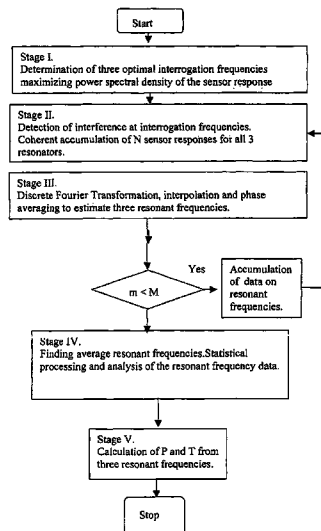 Start
Stage I.
Determination of three optimal interrogation frequencies
maximizing power spectral density of the sensor response
Stage II.
Detection of interference at interrogation frequencies.
Coherent accumulation of N sensor responses for all 3
resonators.
Stage III.
Discrete Fourier Transformation, interpolation and phase
averaging to estimate three resonant frequencies.
Yes
m < M
Accumulation
of data on
resonant
frequencies.
Stage IV.
Finding average resonant frequencies.Statistical
processing and analysis of the resonant frequency data.
Stage V.
Calculation of P and T from
three resonant frequencies.
Stop